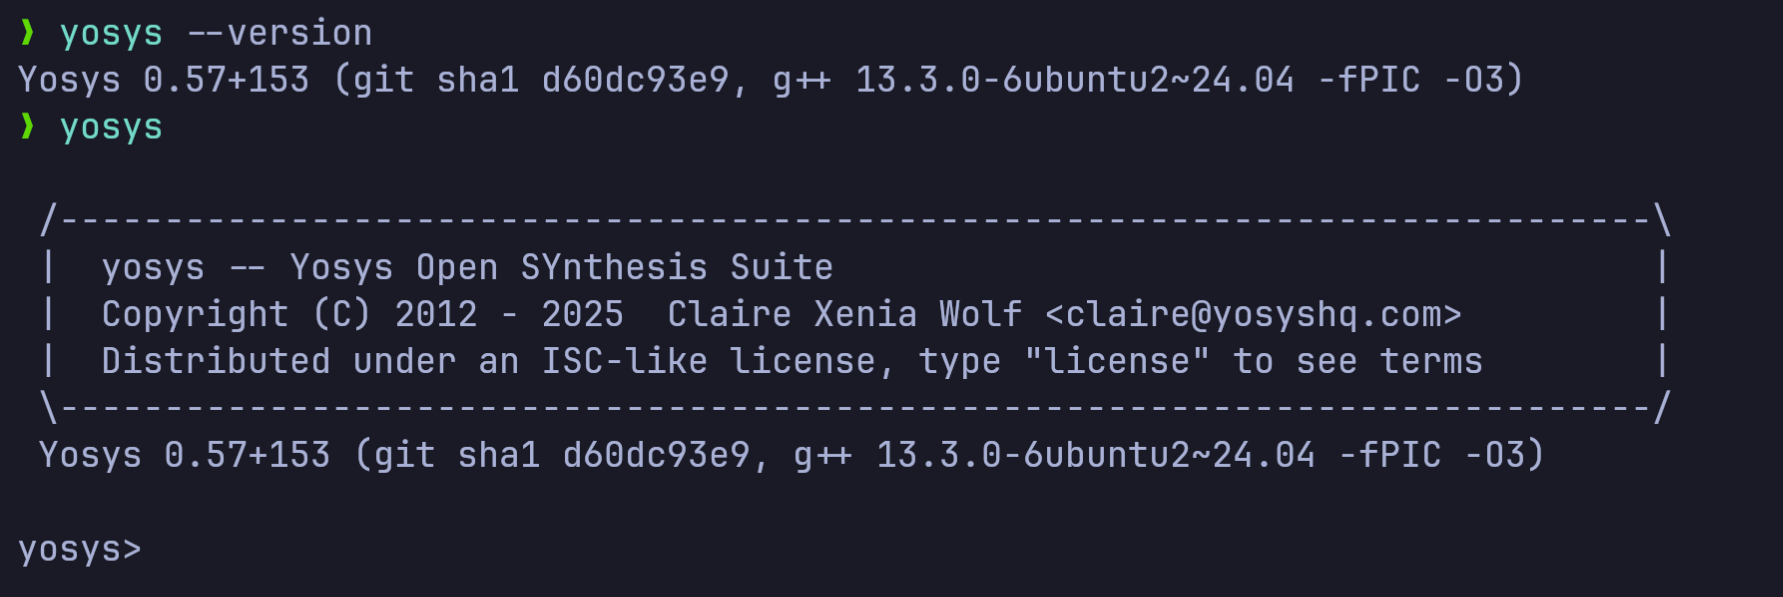 ❯ yosys --version
Yosys 0.57+153 (git sha1 d60dc93e9, g++ 13.3.0-6ubuntu2~24.04 -fPIC -O3)
❯ yosys
/----------------------------------------------------------------------------\
|  yosys -- Yosys Open SYnthesis Suite                                       |
|  Copyright (C) 2012 - 2025  Claire Xenia Wolf <claire@yosyshq.com>         |
|  Distributed under an ISC-like license, type "license" to see terms        |
\----------------------------------------------------------------------------/
Yosys 0.57+153 (git sha1 d60dc93e9, g++ 13.3.0-6ubuntu2~24.04 -fPIC -O3)
yosys>